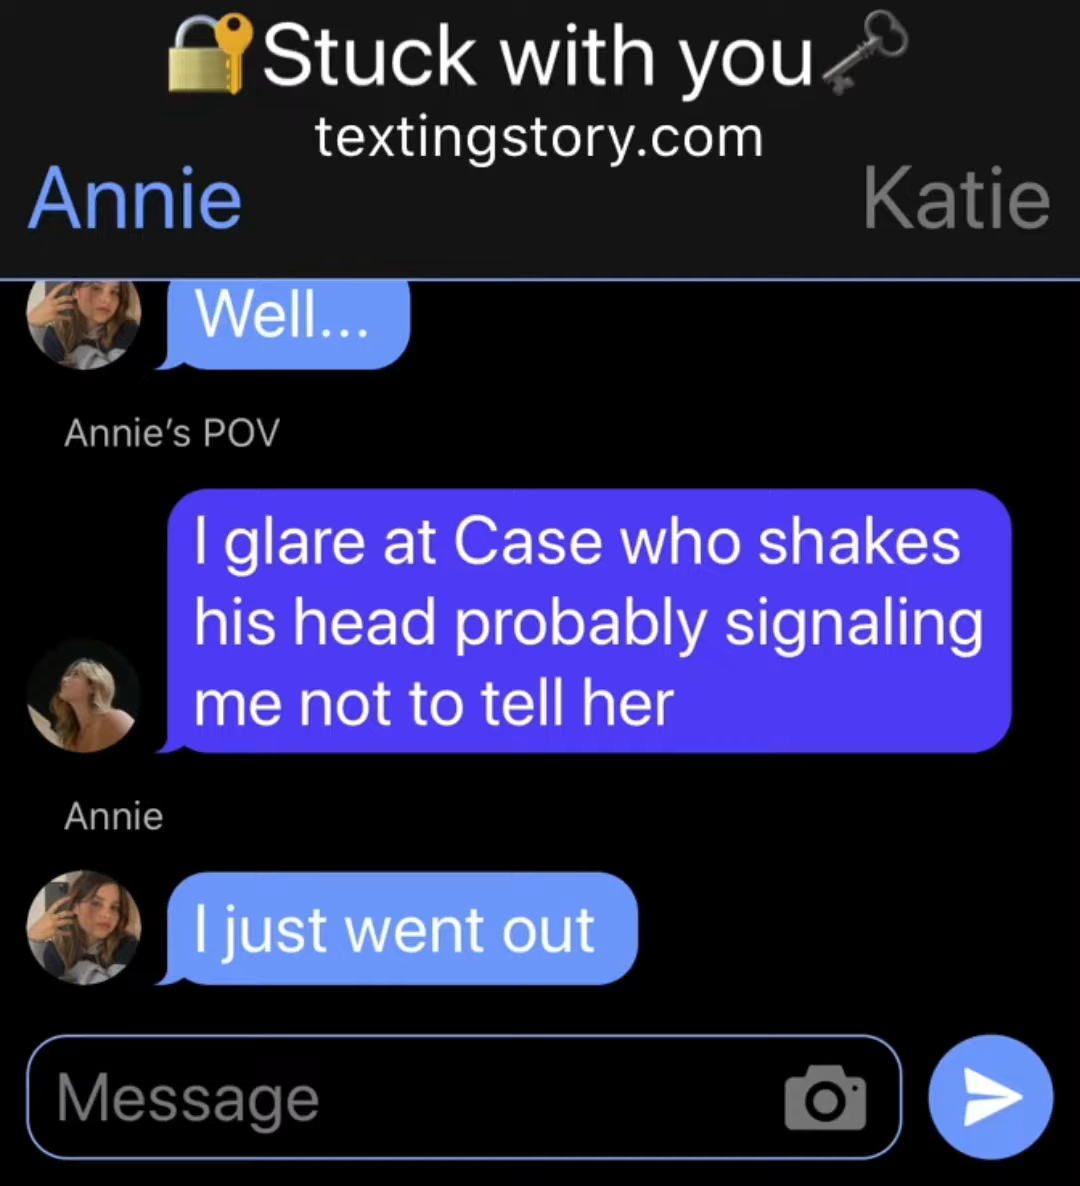 🔐Stuck with you🗝️
textingstory.com
Annie
Katie
Well...
Annie's POV
I glare at Case who shakes
his head probably signaling
me not to tell her
Annie
I just went out
Message